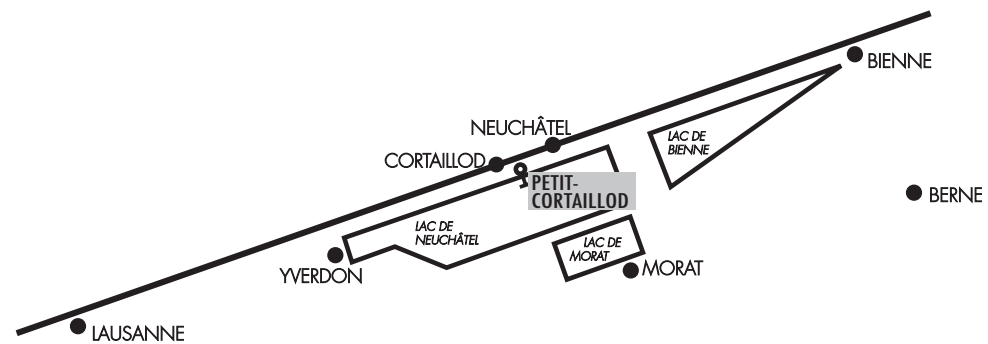 BIENNE
NEUCHÂTEL
LAC DE
BIENNE
CORTAILLOD
PETIT-
CORTAILLOD
BERNE
LAC DE
NEUCHÂTEL
LAC DE
MORAT
YVERDON
MORAT
LAUSANNE